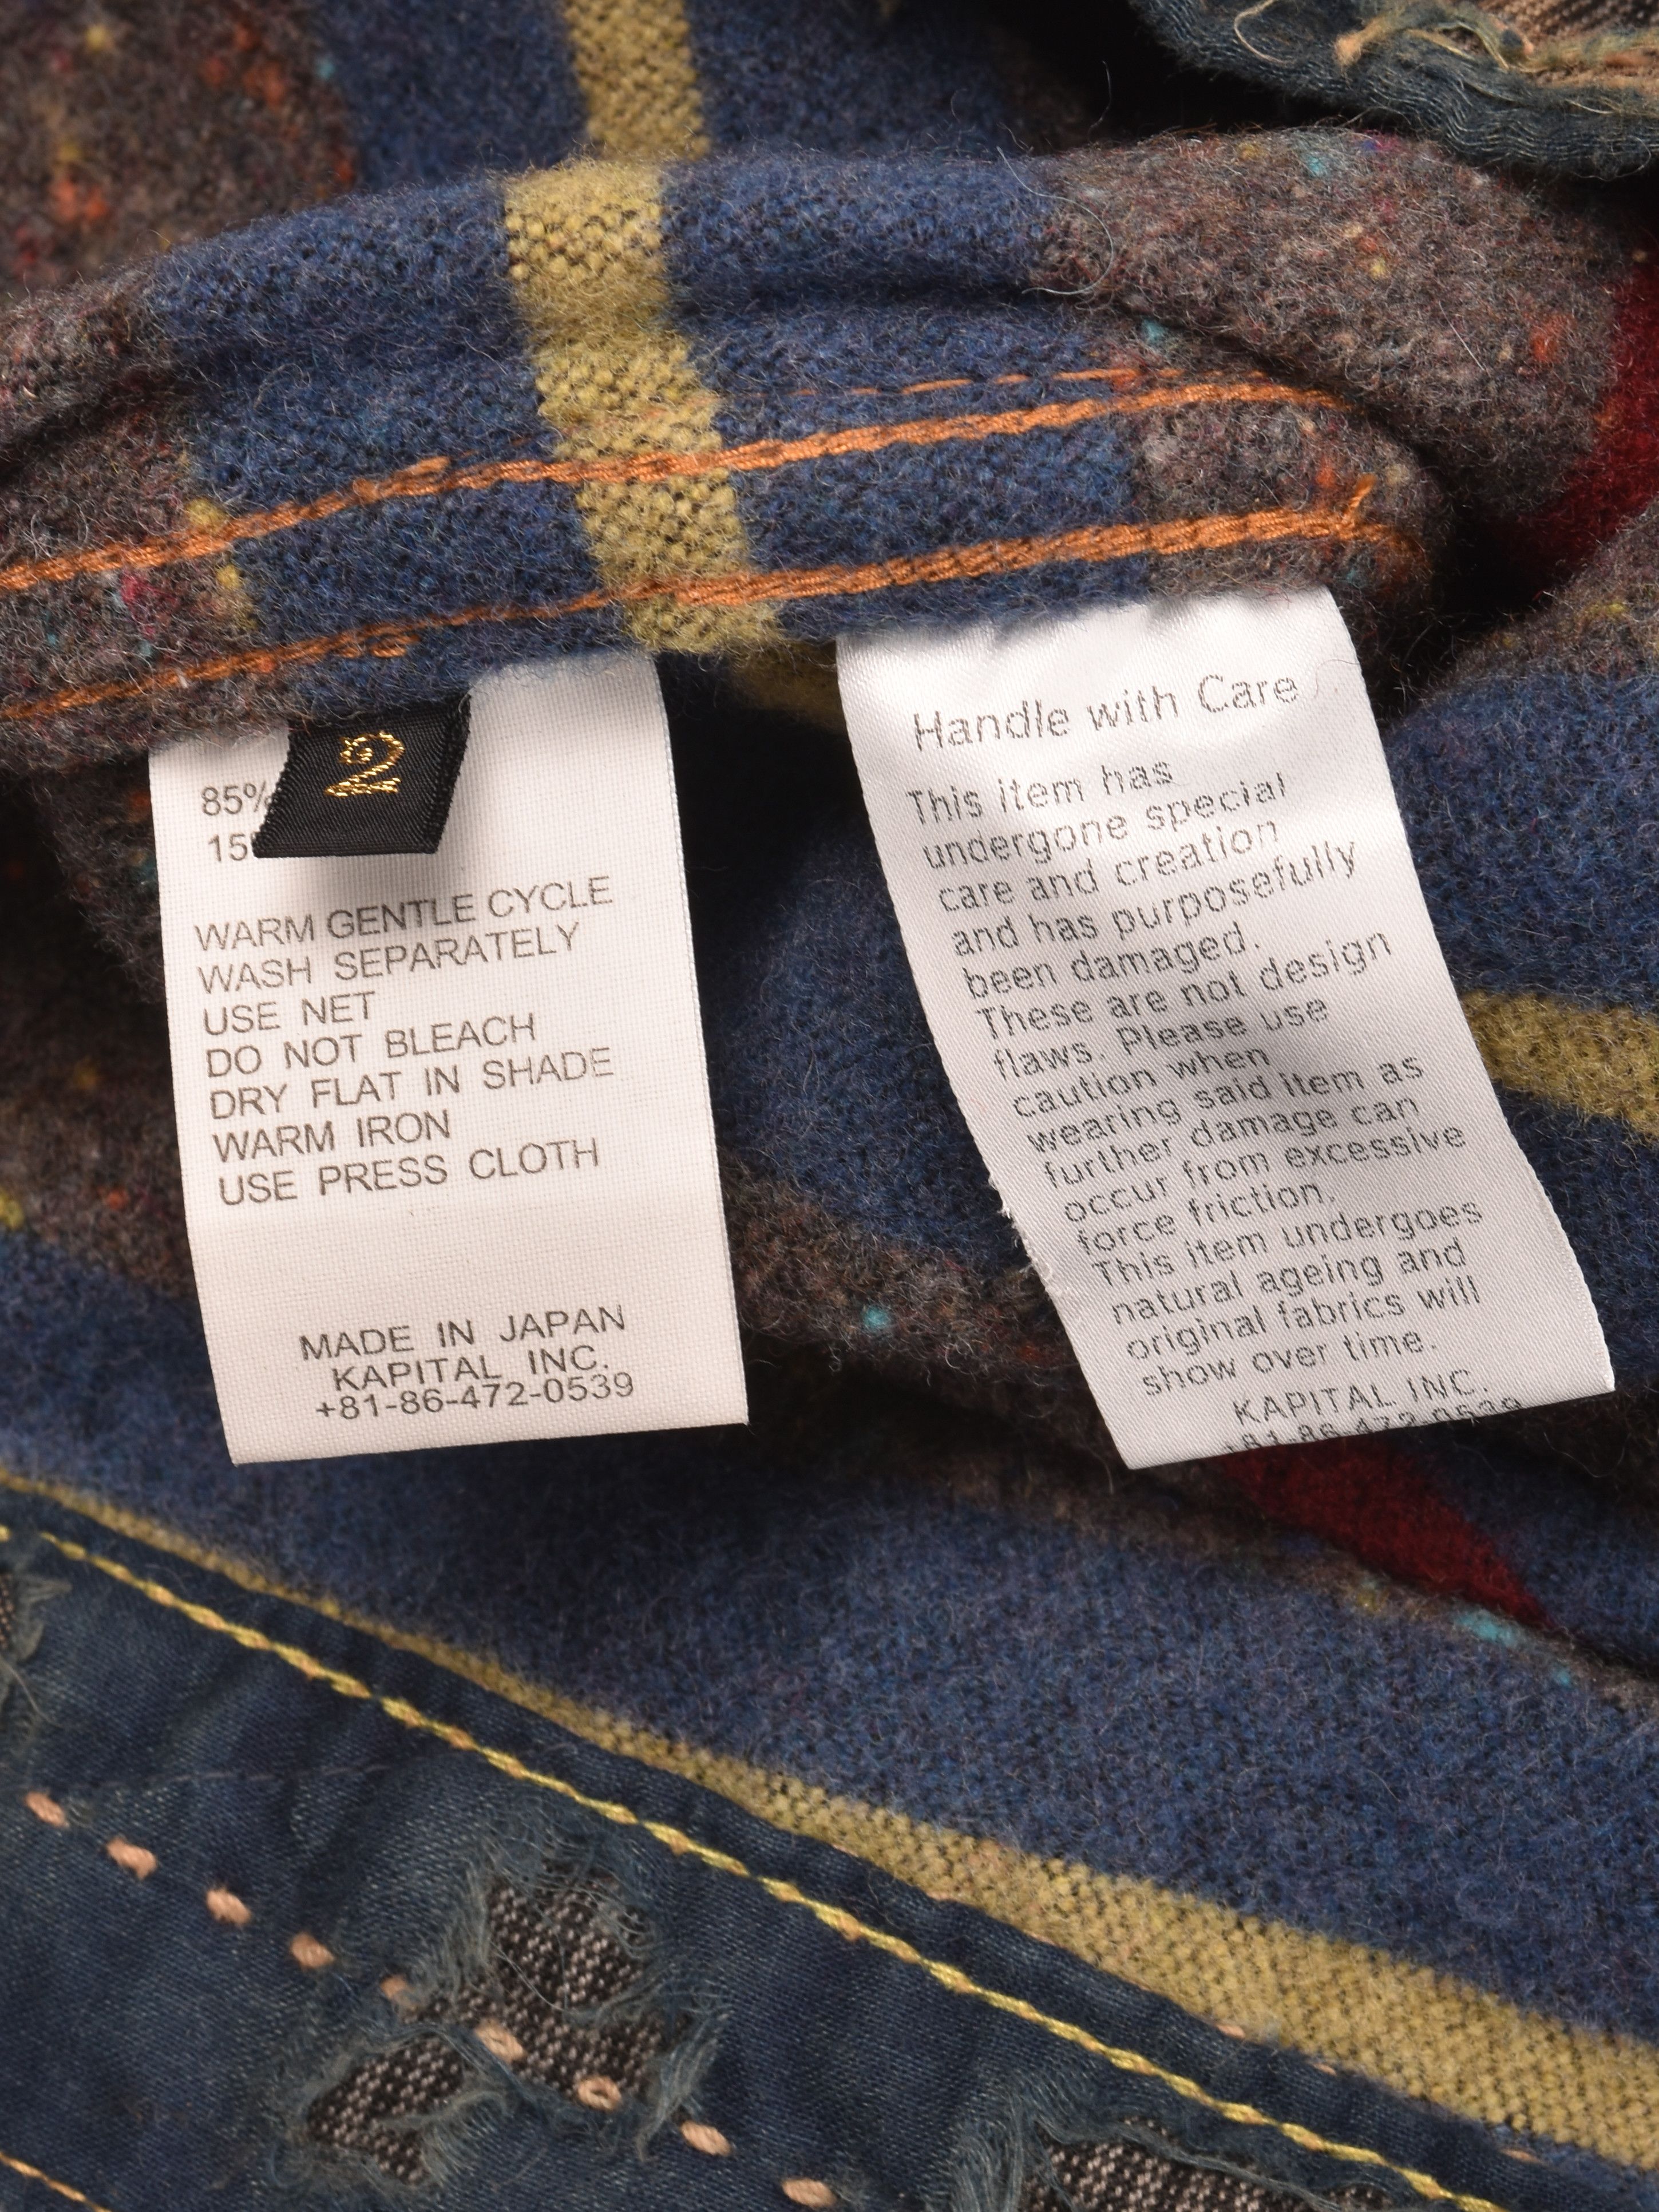 2
85%
15
WARM GENTLE CYCLE
WASH SEPARATELY
USE NET
DO NOT BLEACH
DRY FLAT IN SHADE
WARM IRON
USE PRESS CLOTH
MADE IN JAPAN
KAPITAL INC.
+81-86-472-0539
Handle with Care
This item has
undergone special
care and creation
and has purposefully
been damaged.
These are not design
flaws. Please use
caution when
wearing said item as
further damage can
occur from excessive
force friction.
This item undergoes
natural ageing and
original fabrics will
show over time.
KAPITAL INC.
+81-86-472-0539